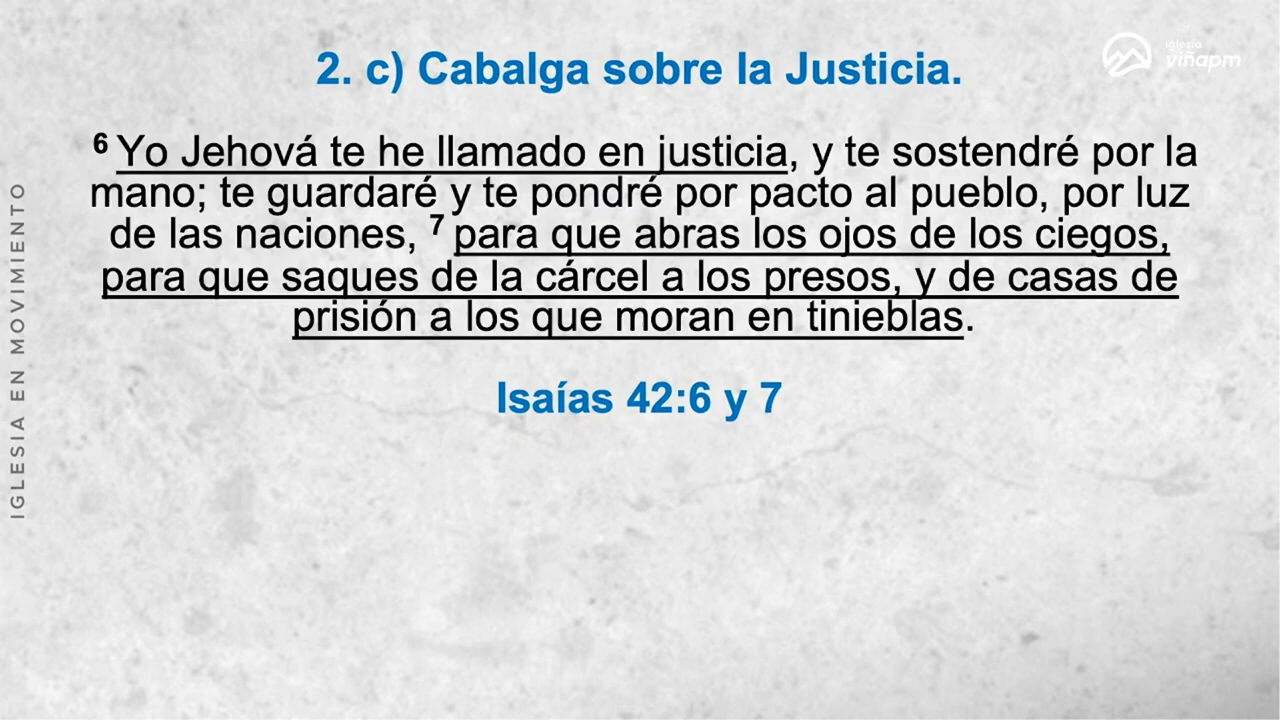 2. c) Cabalga sobre la Justicia.
iglesia
viñapm
6 Yo Jehová te he llamado en justicia, y te sostendré por la
mano; te guardaré y te pondré por pacto al pueblo, por luz
de las naciones, 7 para que abras los ojos de los ciegos,
para que saques de la cárcel a los presos, y de casas de
prisión a los que moran en tinieblas.
Isaías 42:6 y 7
IGLESIA EN MOVIMIENTO